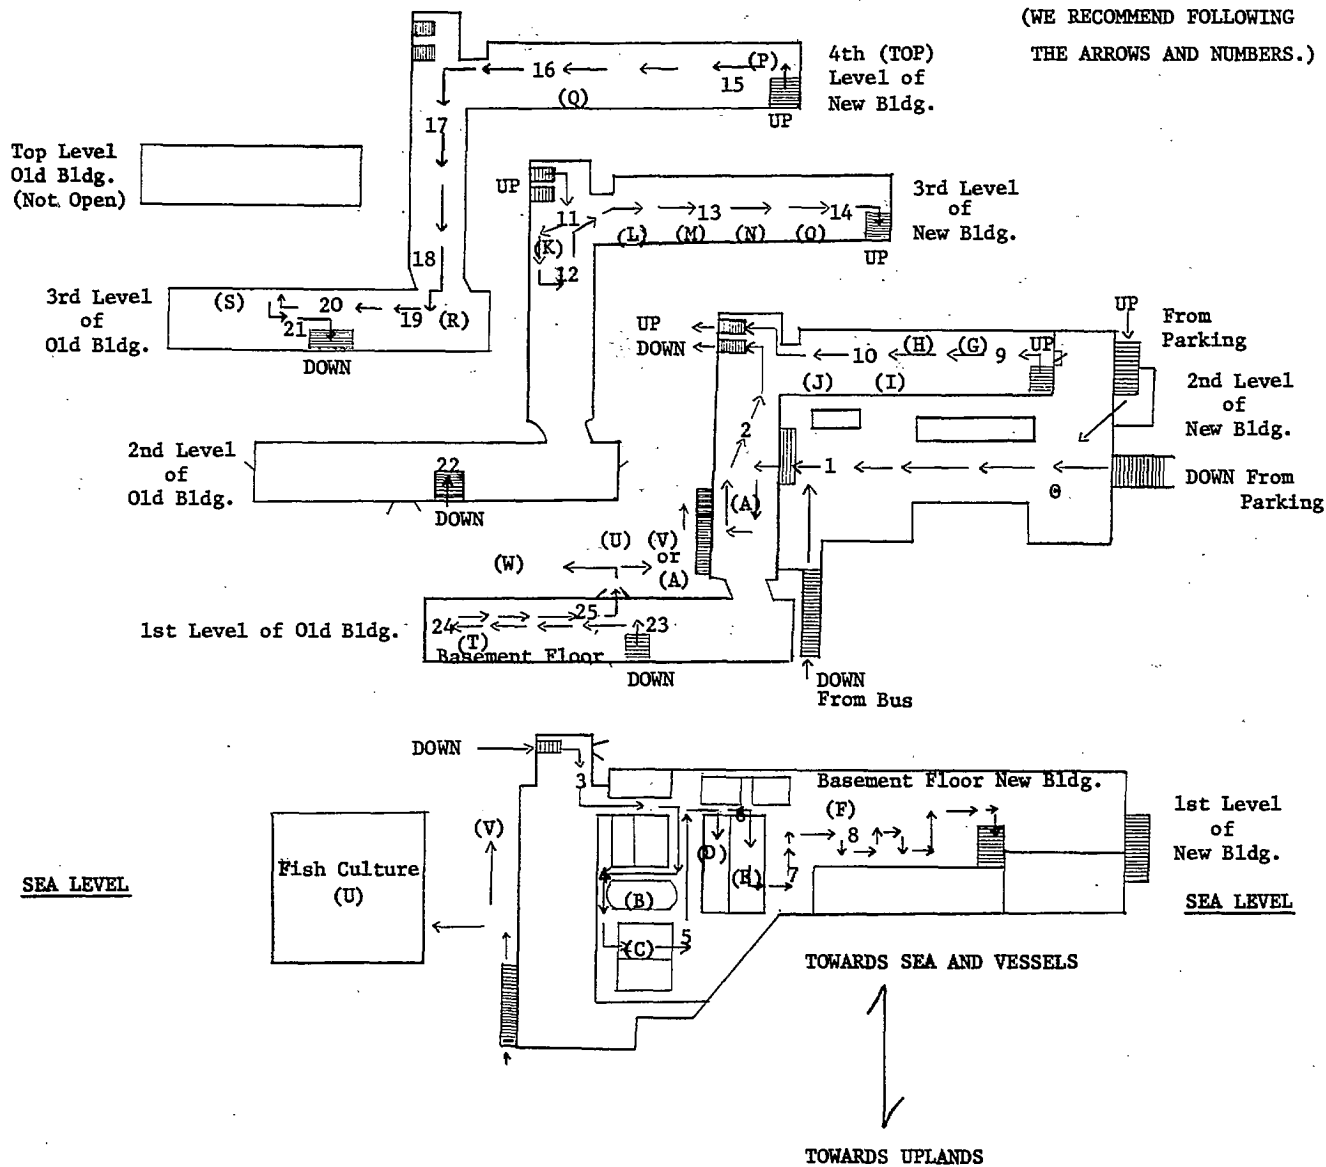 (WE RECOMMEND FOLLOWING
THE ARROWS AND NUMBERS.)
4th (TOP)
Level of
New Bldg.
(P)
15
16
(Q)
UP
17
18
Top Level
Old Bldg.
(Not Open)
UP
3rd Level
of
New Bldg.
11
(K)
12
(L)
(M)
13
(N)
(O)
14
UP
3rd Level
of
Old Bldg.
(S)
20
19
(R)
21
DOWN
UP
DOWN
10
(H)
(G)
9
UP
(J)
(I)
UP
From
Parking
2nd Level
of
New Bldg.
2
1
DOWN From
Parking
(A)
2nd Level
of
Old Bldg.
22
DOWN
(U)
(V)
or
(A)
(W)
1st Level of Old Bldg.
24
25
23
(T)
Basement Floor
DOWN
DOWN
From Bus
DOWN
3
Basement Floor New Bldg.
(F)
1st Level
of
New Bldg.
6
8
(V)
(D)
(E)
7
4
(B)
(C)
5
Fish Culture
(U)
SEA LEVEL
SEA LEVEL
TOWARDS SEA AND VESSELS
TOWARDS UPLANDS